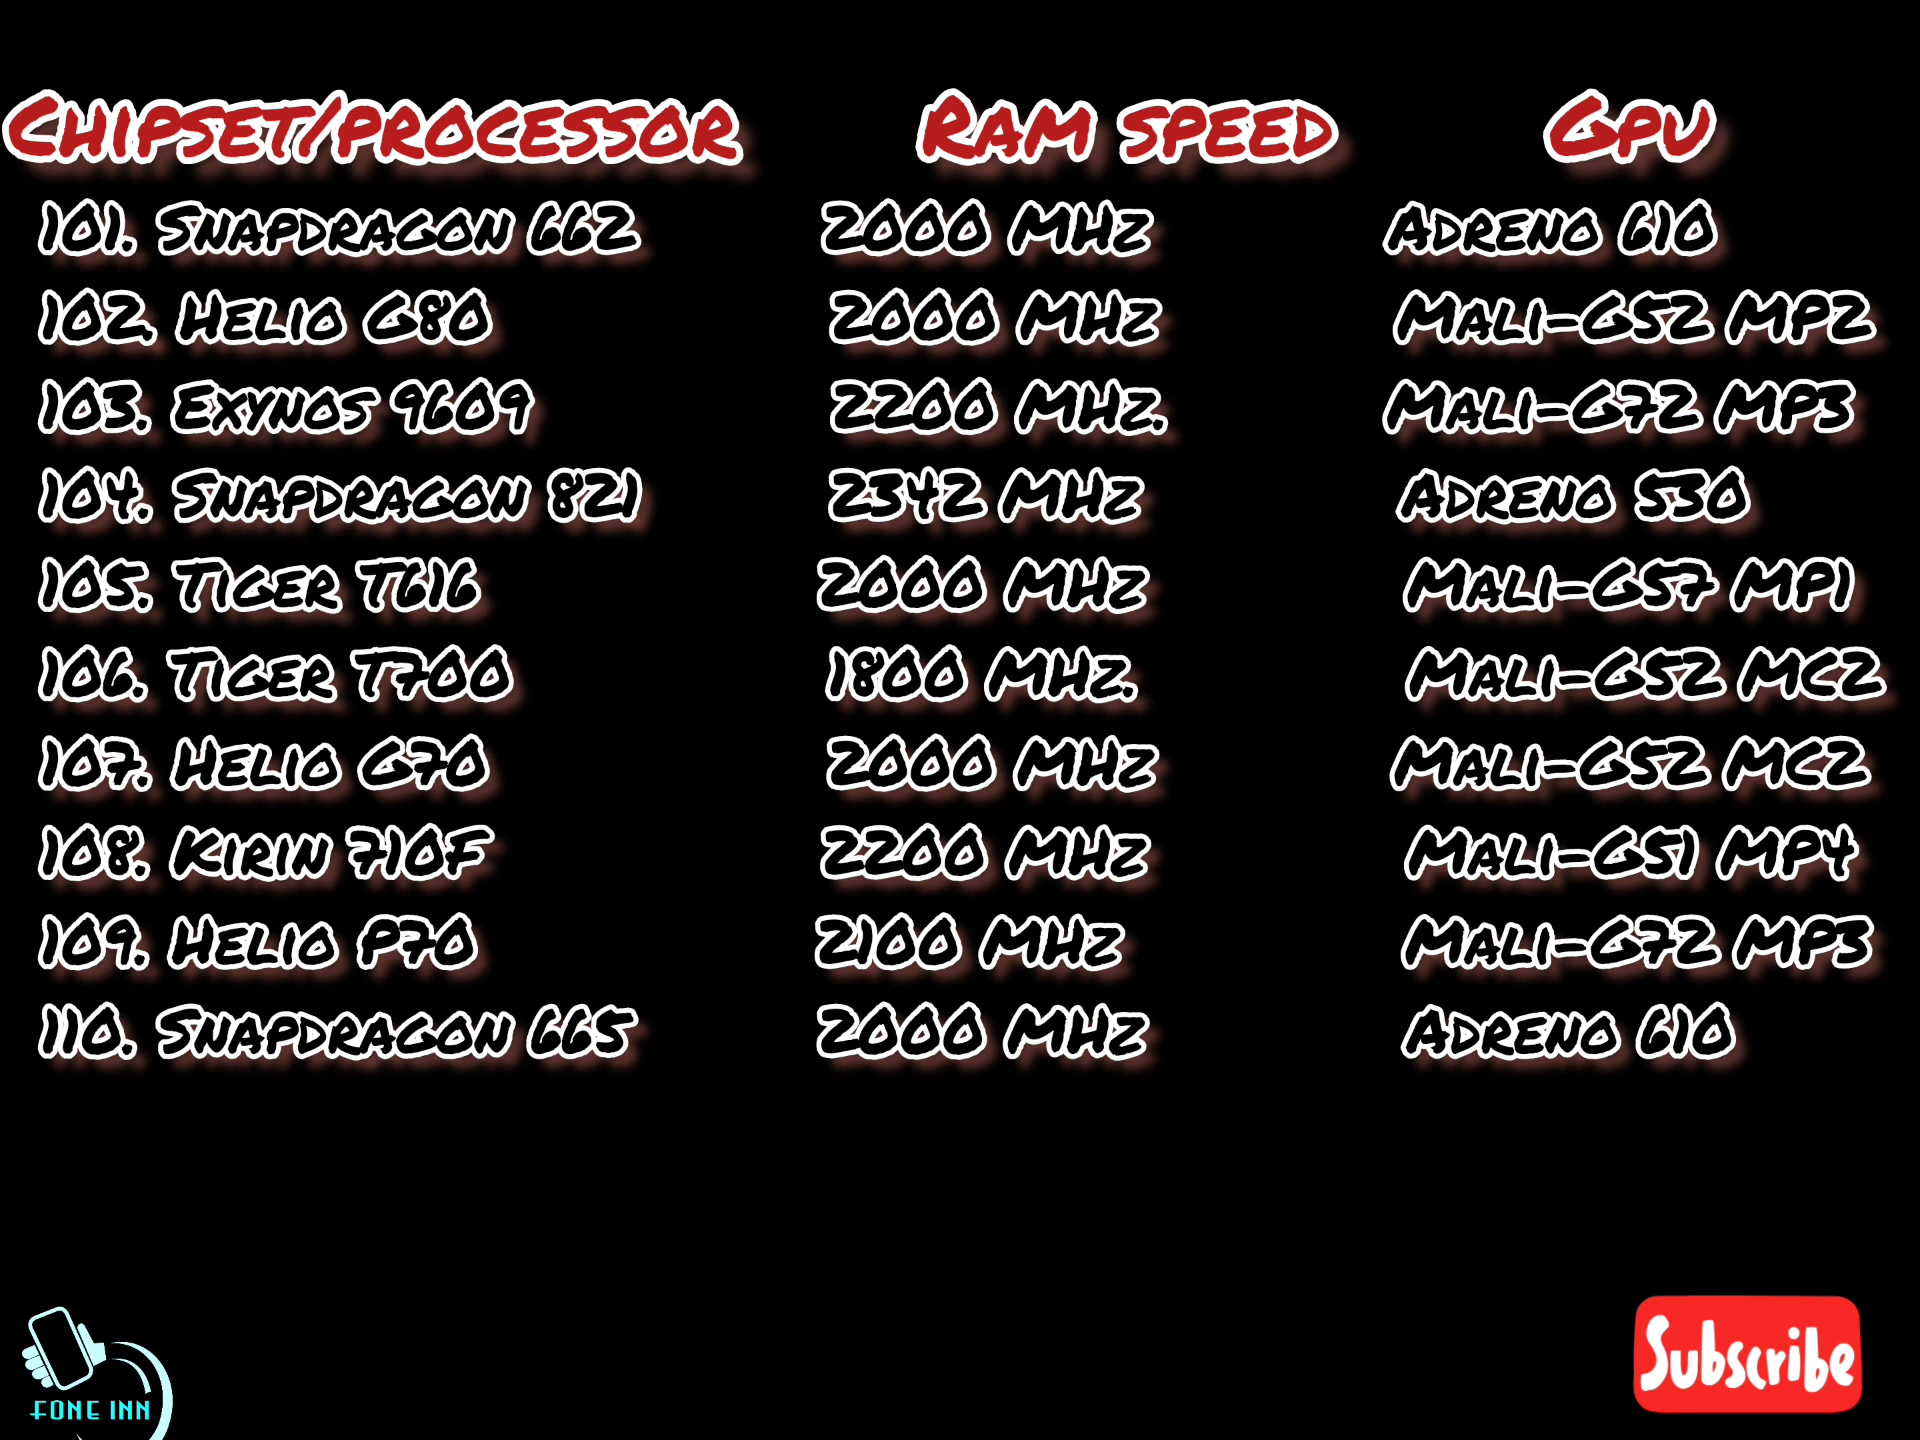 Chipset/processor Ram speed Gpu
101. Snapdragon 662 2000 MHz Adreno 610
102. Helio G80 2000 MHz Mali-G52 MP2
103. Exynos 9609 2200 MHz. Mali-G72 MP3
104. Snapdragon 821 2342 MHz Adreno 530
105. Tiger T616 2000 MHz Mali-G57 MP1
106. Tiger T700 1800 MHz. Mali-G52 MC2
107. Helio G70 2000 MHz Mali-G52 MC2
108. Kirin 710F 2200 MHz Mali-G51 MP4
109. Helio P70 2100 MHz Mali-G72 MP3
110. Snapdragon 665 2000 MHz Adreno 610
Subscribe
FONE INN